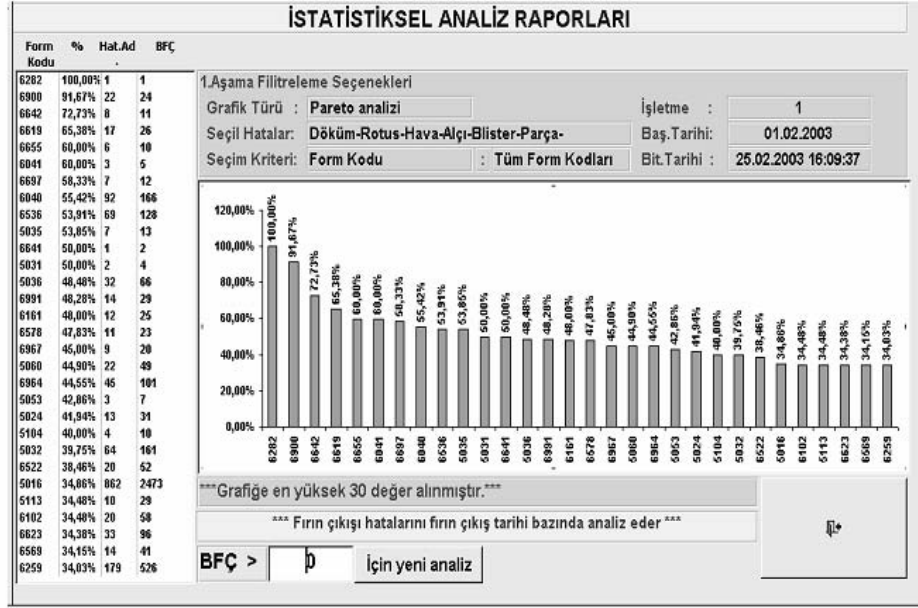 İSTATİSTİKSEL ANALİZ RAPORLARI
Form Kodu % Hat.Ad. BFÇ
6282 100,00% 1 1
6900 91,67% 22 24
6642 72,73% 8 11
6619 65,38% 17 26
6655 60,00% 6 10
6041 60,00% 3 5
6697 58,33% 7 12
6040 55,42% 92 166
6536 53,91% 69 128
5035 53,85% 7 13
6641 50,00% 1 2
5031 50,00% 2 4
5036 48,48% 32 66
6991 48,28% 14 29
6161 48,00% 12 25
6578 47,83% 11 23
6967 45,00% 9 20
5060 44,90% 22 49
6964 44,55% 45 101
5053 42,86% 3 7
5024 41,94% 13 31
5104 40,00% 4 10
5032 39,75% 64 161
6522 38,46% 20 52
5016 34,86% 862 2473
5113 34,48% 10 29
6102 34,48% 20 58
6623 34,38% 33 96
6569 34,15% 14 41
6259 34,03% 179 526
1.Aşama Filitreleme Seçenekleri
Grafik Türü : Pareto analizi İşletme : 1
Seçil Hatalar: Döküm-Rotus-Hava-Alçı-Blister-Parça- Baş.Tarihi: 01.02.2003
Seçim Kriteri: Form Kodu : Tüm Form Kodları Bit.Tarihi : 25.02.2003 16:09:37
120,00%
100,00%
80,00%
60,00%
40,00%
20,00%
0,00%
100,00% 91,67% 72,73% 65,38% 60,00% 60,00% 58,33% 55,42% 53,91% 53,85% 50,00% 50,00% 48,48% 48,28% 48,00% 47,83% 45,00% 44,90% 44,55% 42,86% 41,94% 40,00% 39,75% 38,46% 34,86% 34,48% 34,48% 34,38% 34,15% 34,03%
6282 6900 6642 6619 6655 6041 6697 6040 6536 5035 5031 6641 5036 6991 6161 6578 6967 5060 6964 5053 5024 5104 5032 6522 5016 6102 5113 6623 6569 6259
***Grafiğe en yüksek 30 değer alınmıştır.***
*** Fırın çıkışı hatalarını fırın çıkış tarihi bazında analiz eder ***
BFÇ > 0 İçin yeni analiz